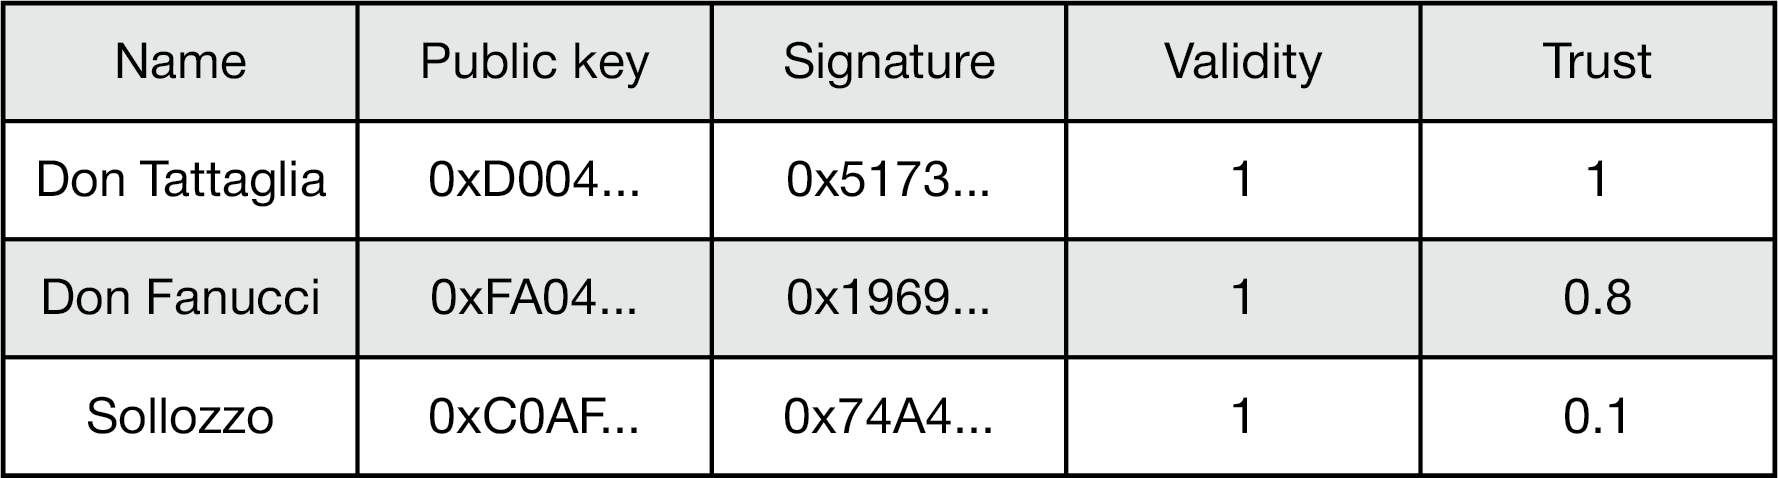 Name Public key Signature Validity Trust
Don Tattaglia 0xD004... 0x5173... 1 1
Don Fanucci 0xFA04... 0x1969... 1 0.8
Sollozzo 0xC0AF... 0x74A4... 1 0.1